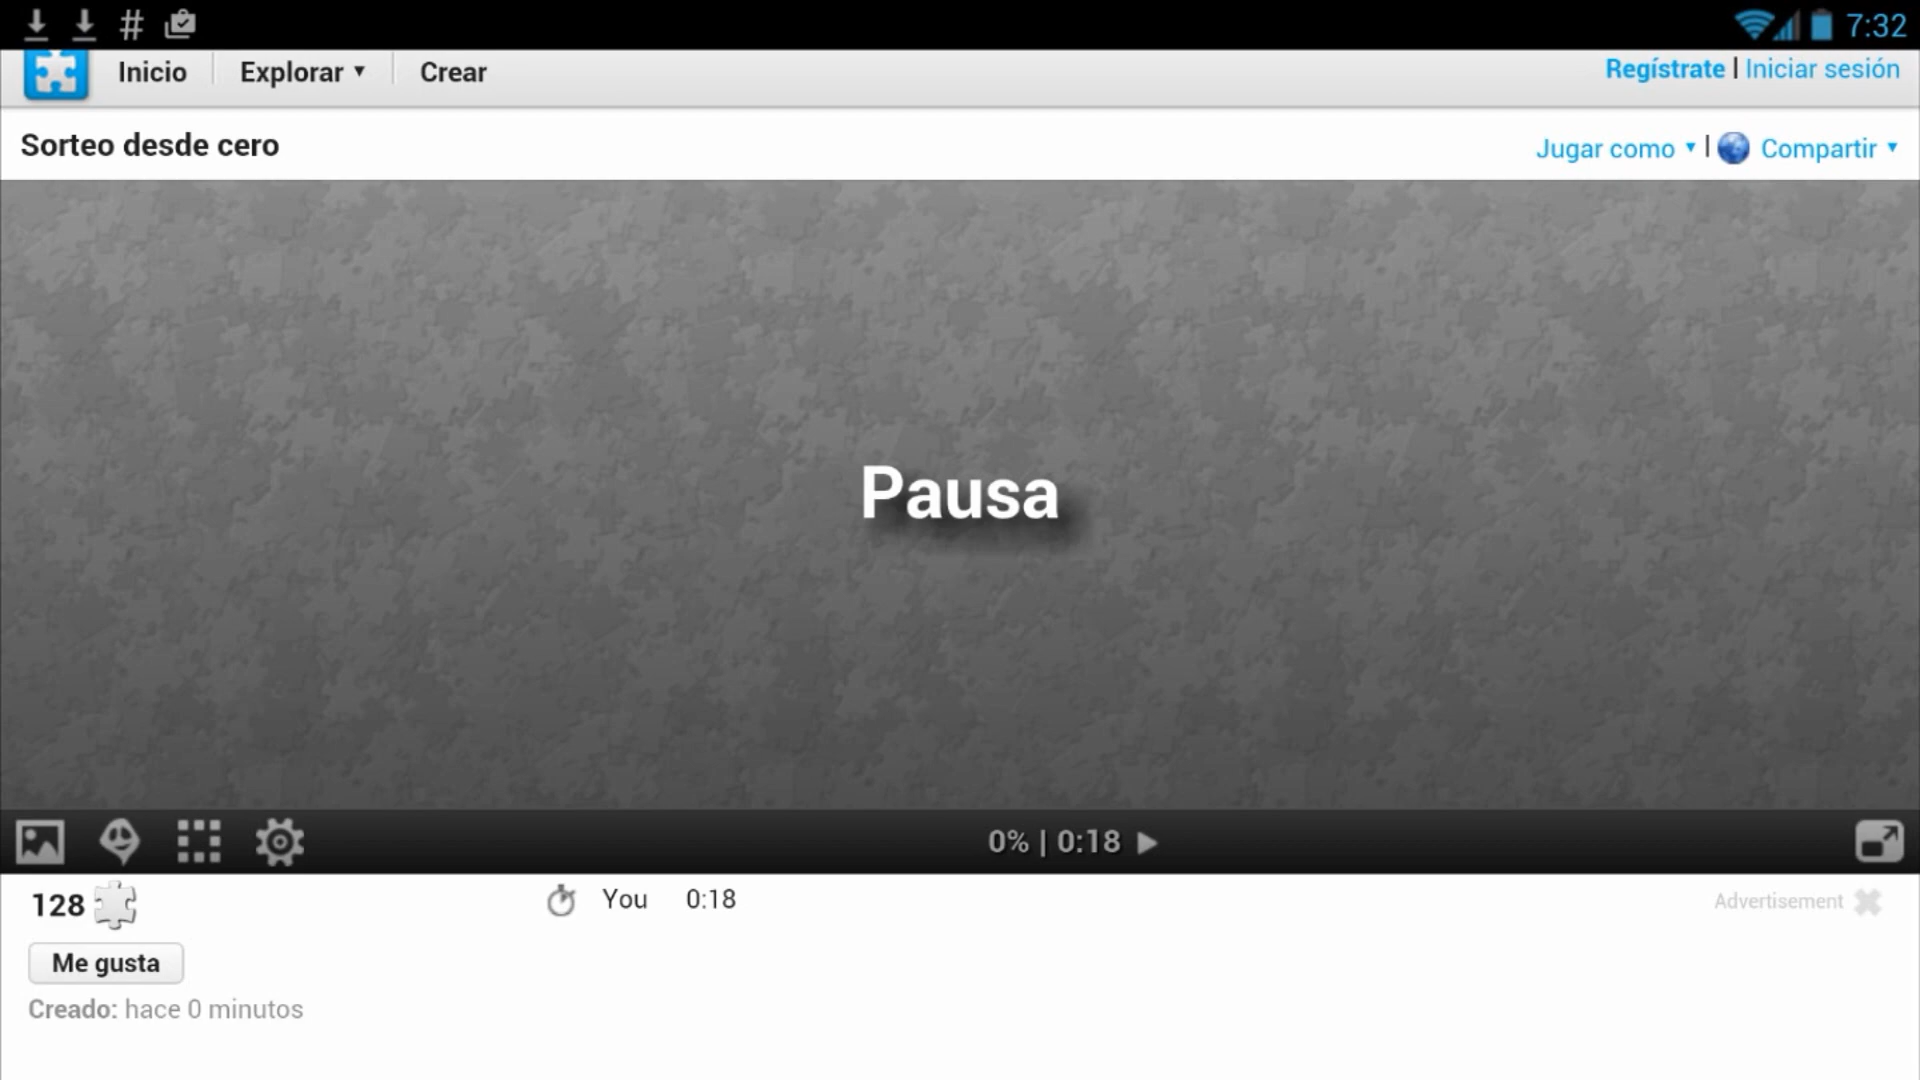 # 7:32
Inicio Explorar ▼ Crear Regístrate | Iniciar sesión
Sorteo desde cero Jugar como ▼ | Compartir ▼
Pausa
0% | 0:18
128 You 0:18 Advertisement
Me gusta
Creado: hace 0 minutos